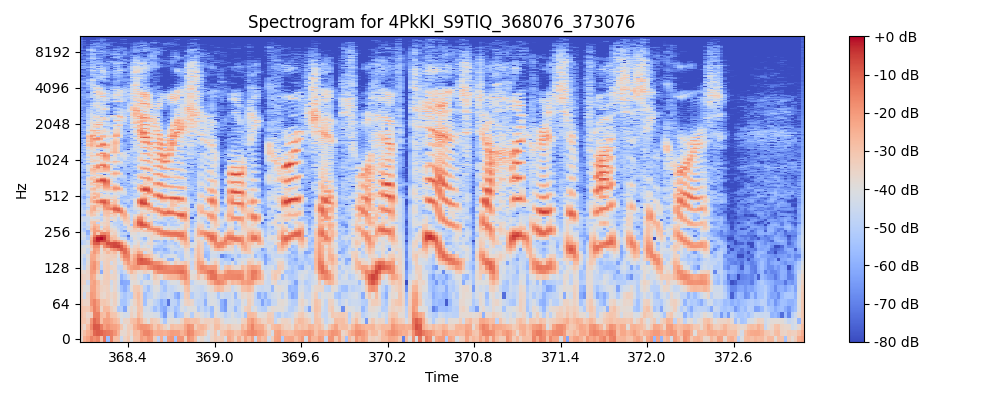 Spectrogram for 4PkKI_S9TIQ_368076_373076
8192
4096
2048
1024
512
256
128
64
0
Hz
368.4 369.0 369.6 370.2 370.8 371.4 372.0 372.6
Time
+0 dB
-10 dB
-20 dB
-30 dB
-40 dB
-50 dB
-60 dB
-70 dB
-80 dB